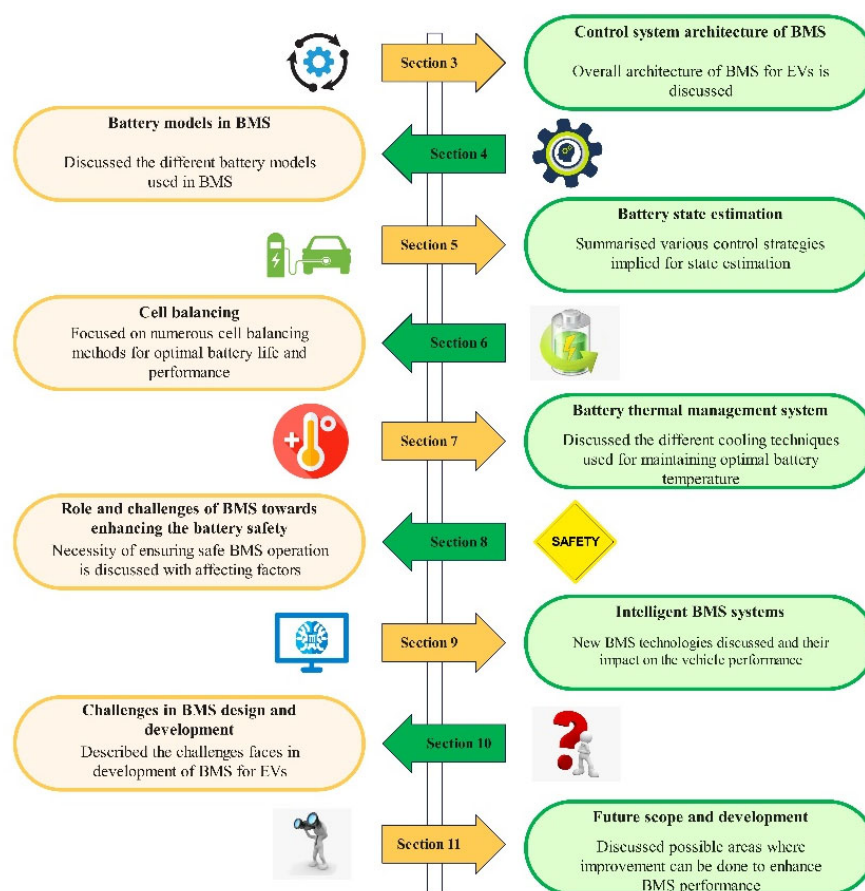 Control system architecture of BMS
Section 3
Overall architecture of BMS for EVs is
discussed
Battery models in BMS
Discussed the different battery models
used in BMS
Section 4
Battery state estimation
Section 5
Summarised various control strategies
implied for state estimation
Cell balancing
Focused on numerous cell balancing
methods for optimal battery life and
performance
Section 6
Battery thermal management system
Section 7
Discussed the different cooling techniques
used for maintaining optimal battery
temperature
Role and challenges of BMS towards
enhancing the battery safety
Necessity of ensuring safe BMS operation
is discussed with affecting factors
Section 8
SAFETY
Intelligent BMS systems
Section 9
New BMS technologies discussed and their
impact on the vehicle performance
Challenges in BMS design and
development
Described the challenges faces in
development of BMS for EVs
Section 10
Future scope and development
Section 11
Discussed possible areas where
improvement can be done to enhance
BMS performance